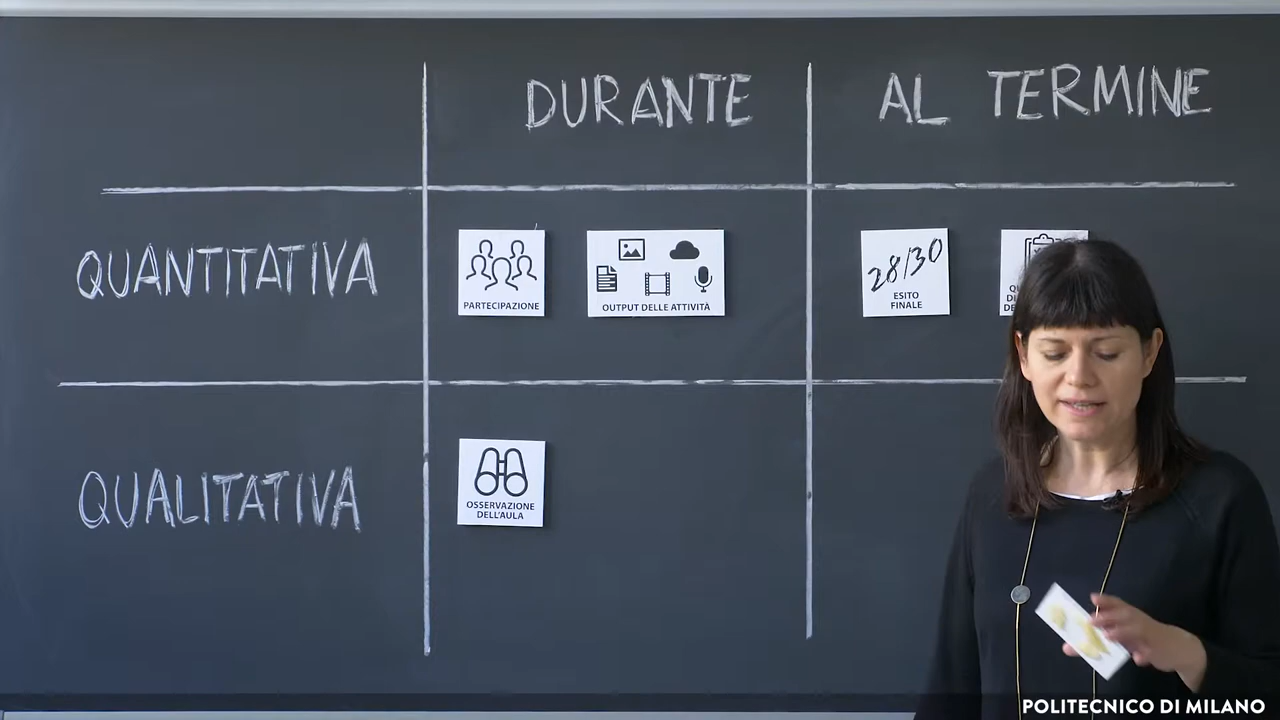 DURANTE
AL TERMINE
QUANTITATIVA
PARTECIPAZIONE
OUTPUT DELLE ATTIVITÀ
28/30
ESITO
FINALE
QUALITATIVA
OSSERVAZIONE
DELL'AULA
POLITECNICO DI MILANO